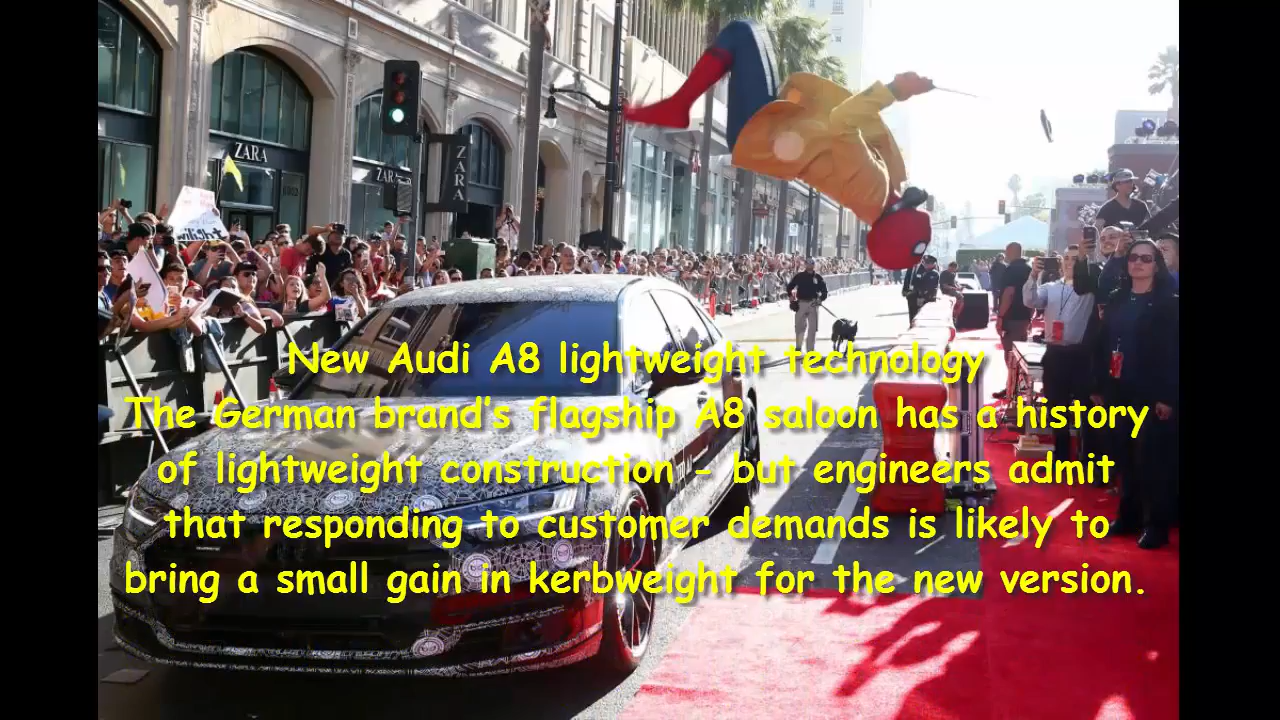 ZARA
ZARA
ZARA
New Audi A8 lightweight technology
The German brand's flagship A8 saloon has a history
of lightweight construction – but engineers admit
that responding to customer demands is likely to
bring a small gain in kerbweight for the new version.